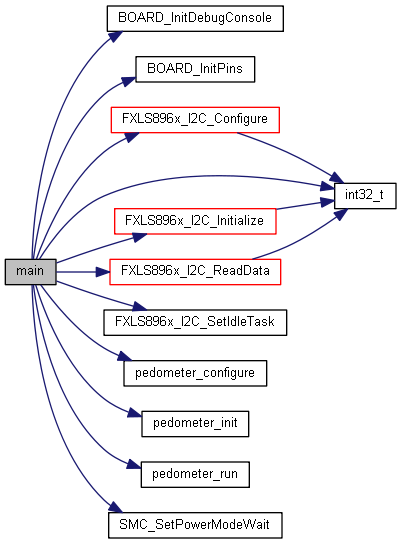 BOARD_InitDebugConsole
BOARD_InitPins
FXLS896x_I2C_Configure
int32_t
FXLS896x_I2C_Initialize
main
FXLS896x_I2C_ReadData
FXLS896x_I2C_SetIdleTask
pedometer_configure
pedometer_init
pedometer_run
SMC_SetPowerModeWait